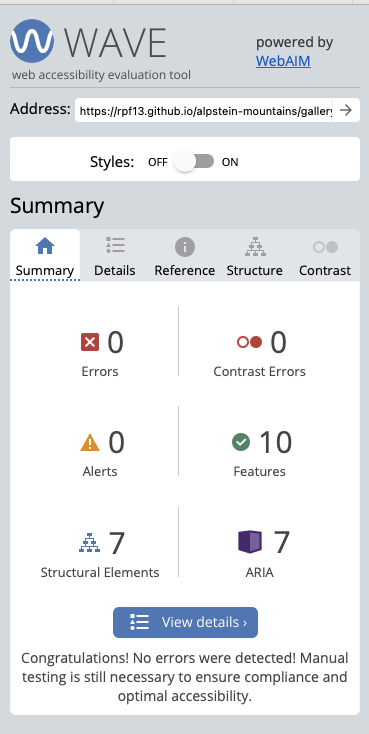 WAVE
web accessibility evaluation tool
powered by
WebAIM
Address: https://rpf13.github.io/alpstein-mountains/gallery
Styles: OFF ON
Summary
Summary Details Reference Structure Contrast
0 0
Errors Contrast Errors
0 10
Alerts Features
7 7
Structural Elements ARIA
View details ›
Congratulations! No errors were detected! Manual
testing is still necessary to ensure compliance and
optimal accessibility.